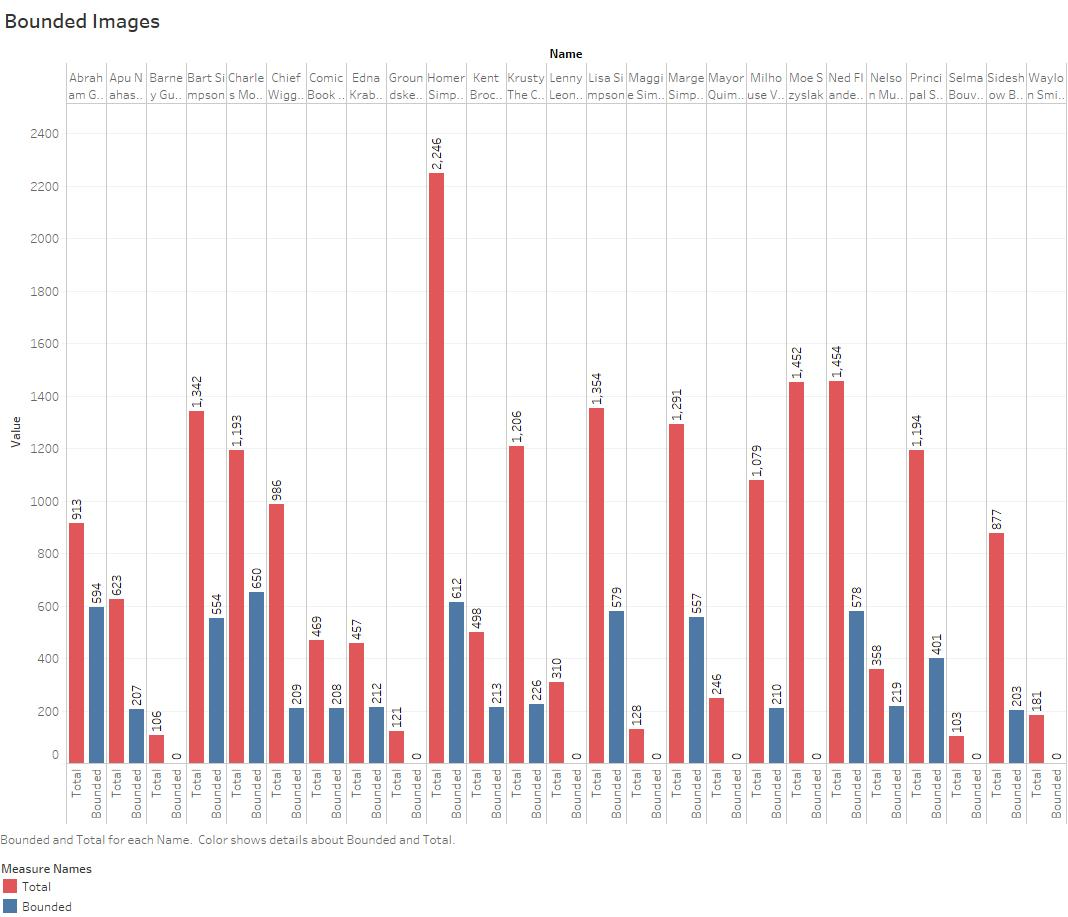 Bounded Images
Name
Abrah Apu N Barne Bart Si Charle Chief Comic Edna Groun Homer Kent Krusty Lenny Lisa Si Maggi Marge Mayor Milho Moe S Ned Fl Nelso Princi Selma Sidesh Waylo
am G.. ahas.. y Gu.. mpson s Mo.. Wigg.. Book .. Krab.. dske.. Simp.. Broc.. The C.. Leon.. mpson e Sim.. Simp.. Quim.. use V.. zyslak ande.. n Mu.. pal S.. Bouv.. ow B.. n Smi..
2400
2200
2000
1800
1600
1400
1200
1000
800
600
400
200
0
Value
913 594 623 207 106 0 1,342 554 1,193 650 986 209 469 208 457 212 121 0 2,246 612 498 213 1,206 226 310 0 1,354 579 128 0 1,291 557 246 0 1,079 210 1,452 0 1,454 578 358 219 1,194 401 103 0 877 203 181 0
Total Bounded Total Bounded Total Bounded Total Bounded Total Bounded Total Bounded Total Bounded Total Bounded Total Bounded Total Bounded Total Bounded Total Bounded Total Bounded Total Bounded Total Bounded Total Bounded Total Bounded Total Bounded Total Bounded Total Bounded Total Bounded Total Bounded Total Bounded Total Bounded Total Bounded
Bounded and Total for each Name. Color shows details about Bounded and Total.
Measure Names
Total
Bounded